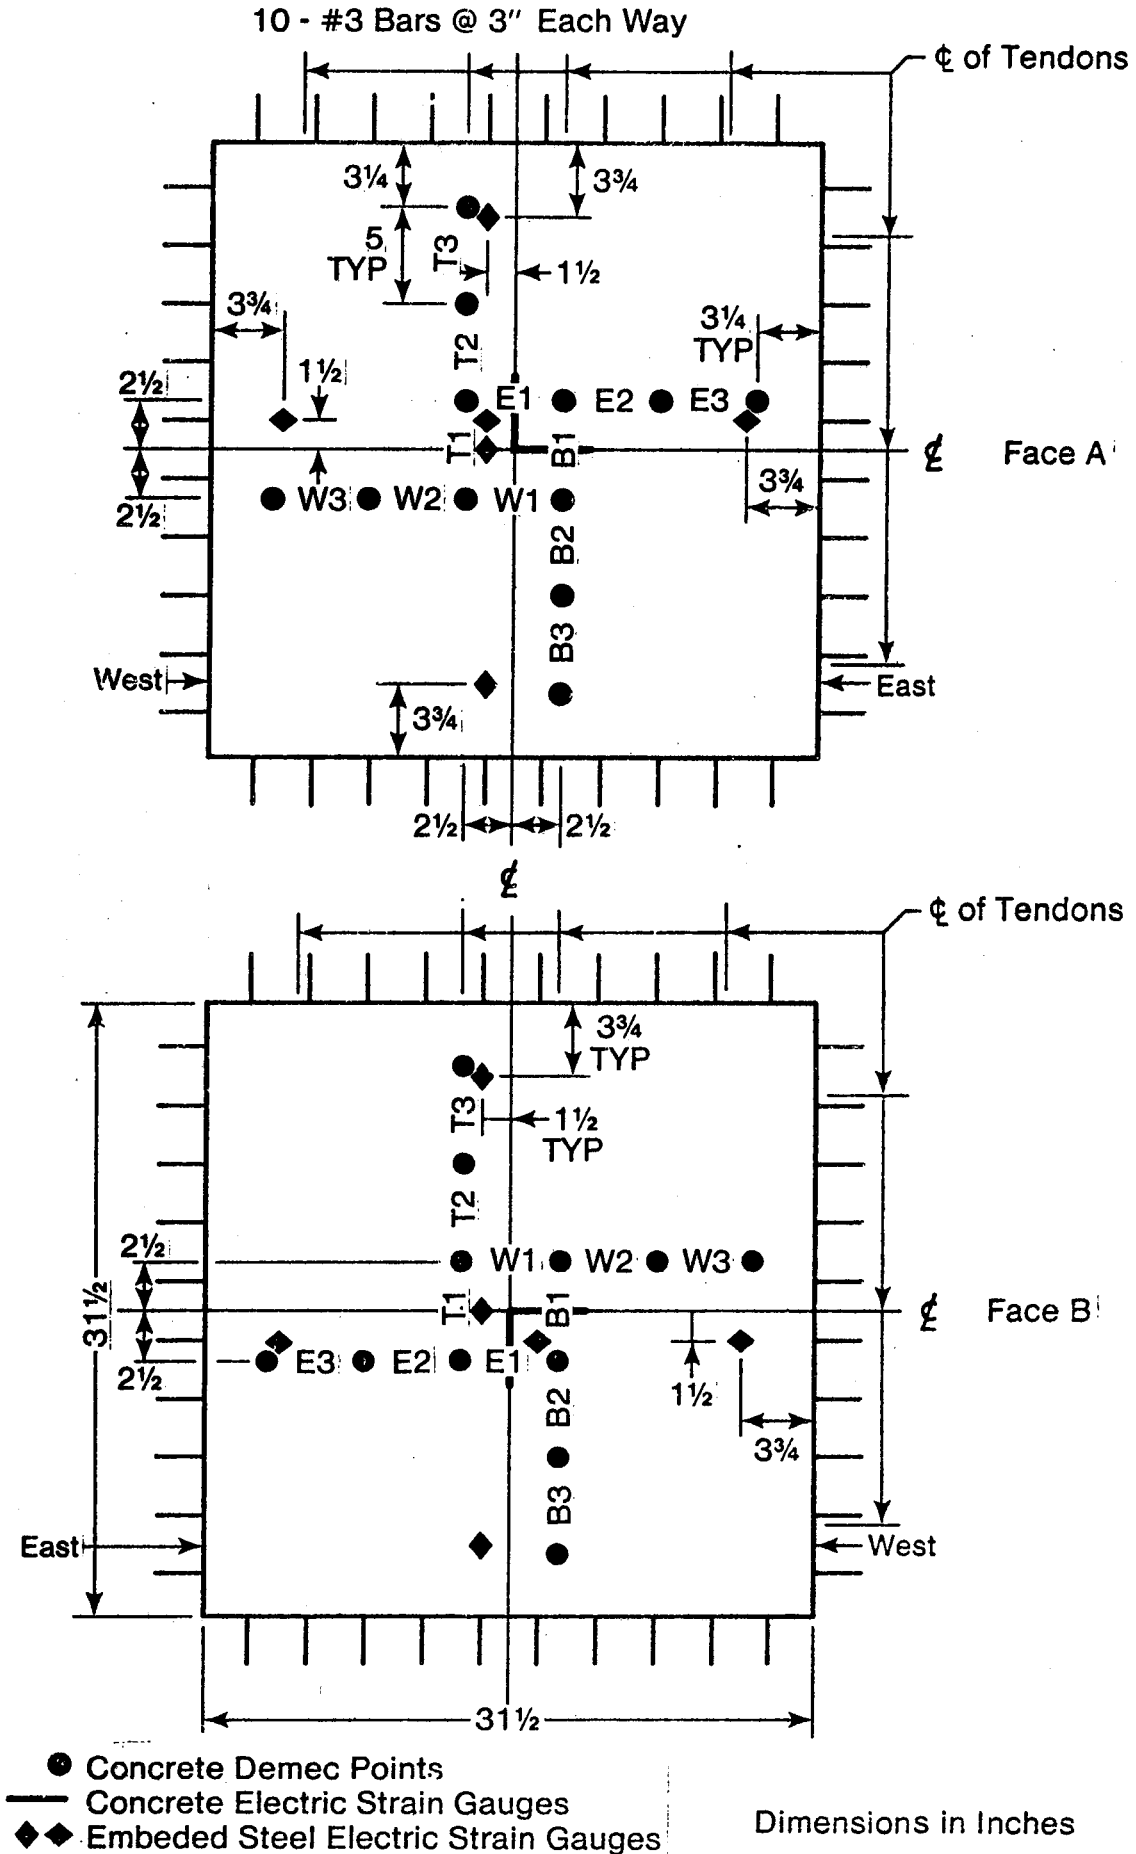 10 - #3 Bars @ 3" Each Way
℄ of Tendons
3¼
3¾
5
TYP
T3
1½
3¾
3¼
TYP
T2
1½
2½
E1
E2
E3
T1
B1
℄
Face A
3¾
W3
W2
W1
2½
B2
B3
West
East
3¾
2½
2½
℄
℄ of Tendons
3¾
TYP
T3
1½
TYP
T2
2½
W1
W2
W3
31½
T1
B1
℄
Face B
E3
E2
E1
2½
1½
B2
3¾
B3
East
West
31½
Concrete Demec Points
Concrete Electric Strain Gauges
Embeded Steel Electric Strain Gauges
Dimensions in Inches